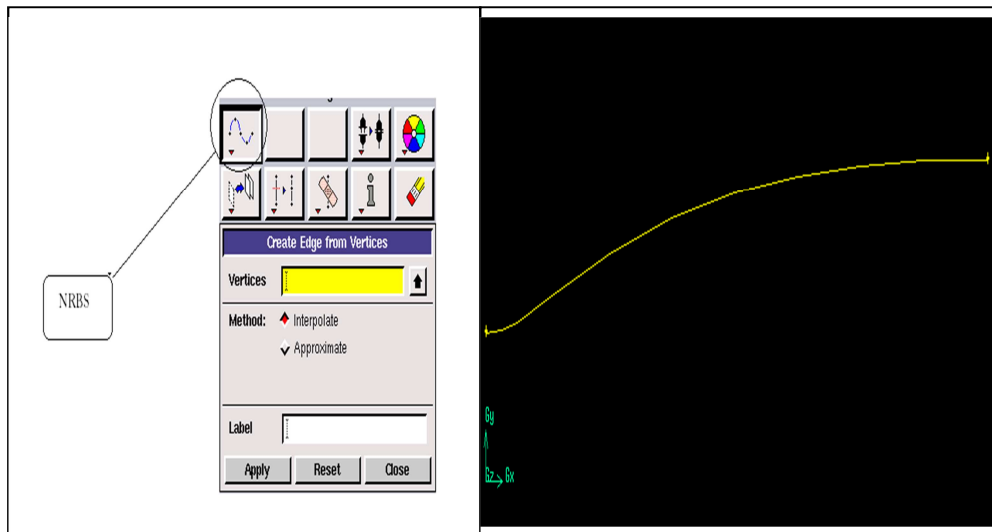 NRBS
Create Edge from Vertices
Vertices
Method: Interpolate
Approximate
Label
Apply Reset Close
Gy
Gz Gx